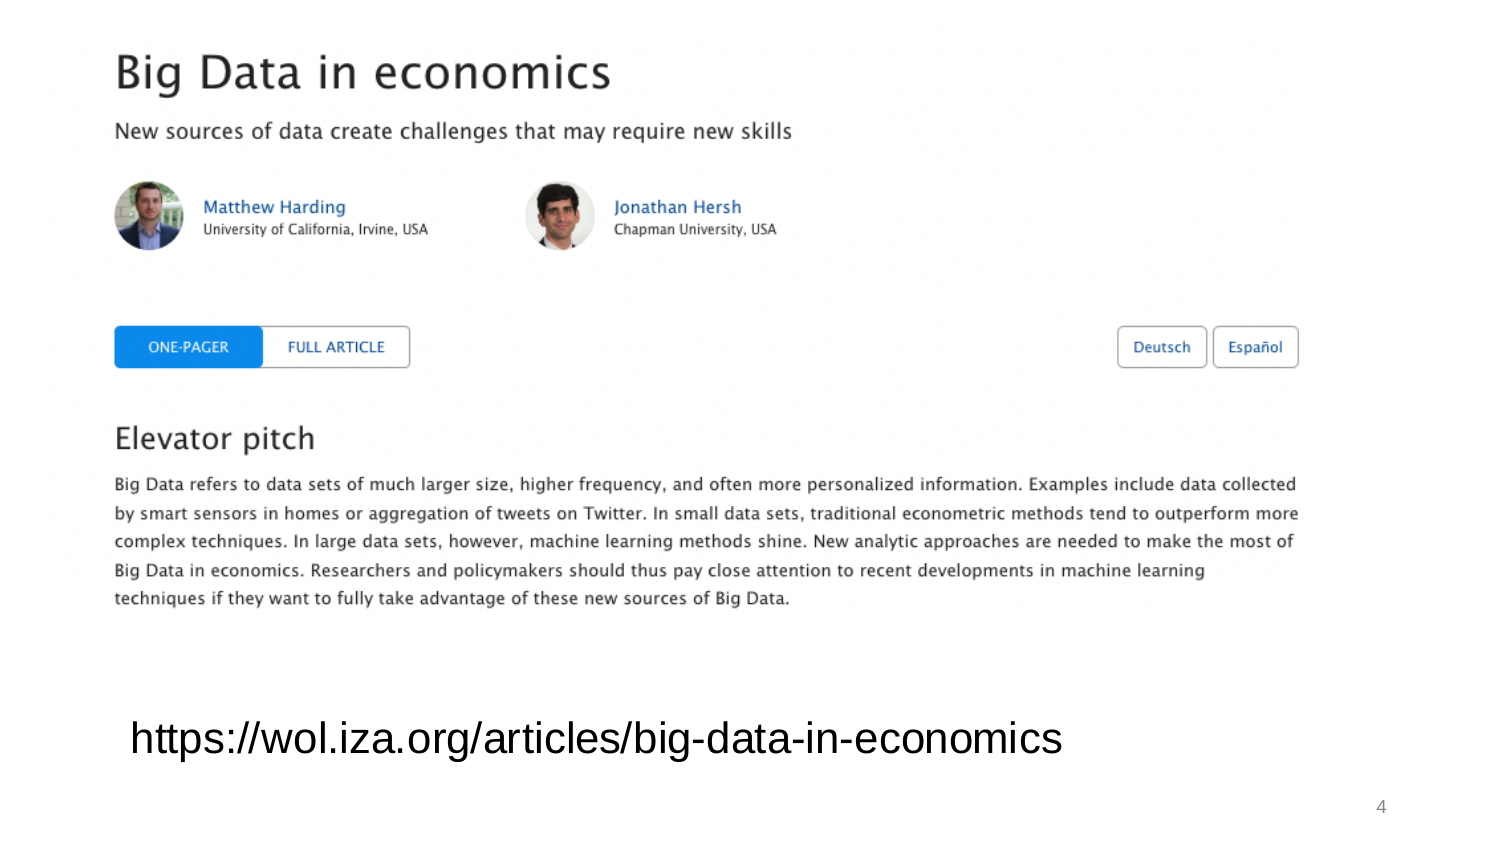 Big Data in economics
New sources of data create challenges that may require new skills
Matthew Harding
University of California, Irvine, USA
Jonathan Hersh
Chapman University, USA
ONE-PAGER
FULL ARTICLE
Deutsch
Español
Elevator pitch
Big Data refers to data sets of much larger size, higher frequency, and often more personalized information. Examples include data collected
by smart sensors in homes or aggregation of tweets on Twitter. In small data sets, traditional econometric methods tend to outperform more
complex techniques. In large data sets, however, machine learning methods shine. New analytic approaches are needed to make the most of
Big Data in economics. Researchers and policymakers should thus pay close attention to recent developments in machine learning
techniques if they want to fully take advantage of these new sources of Big Data.
https://wol.iza.org/articles/big-data-in-economics
4